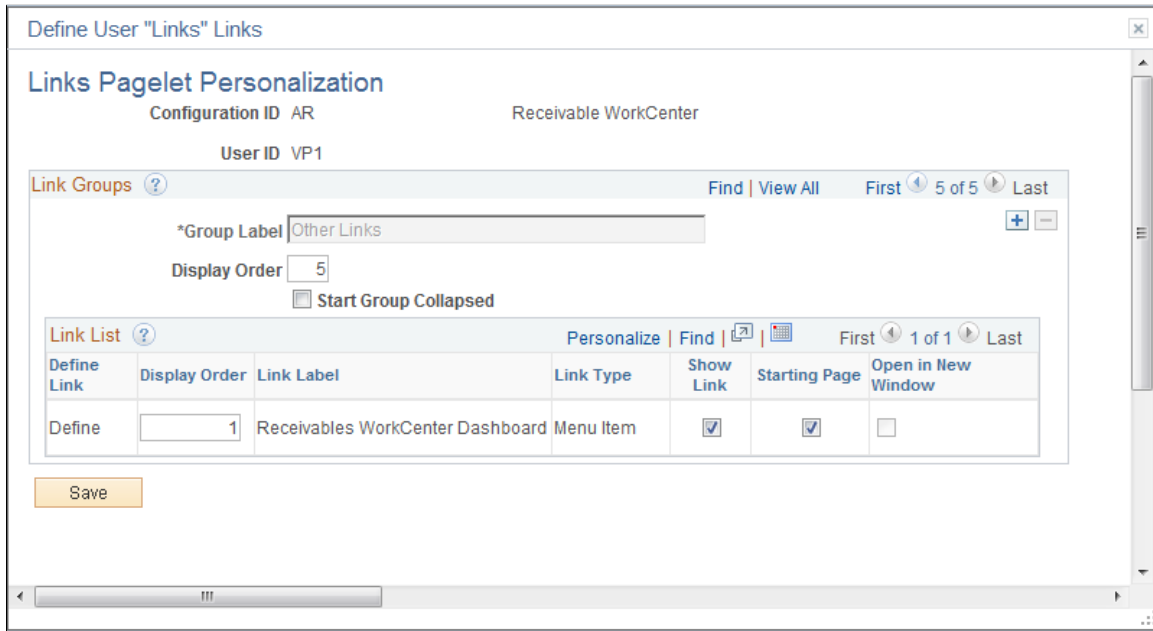 Define User "Links" Links
Links Pagelet Personalization
Configuration ID AR Receivable WorkCenter
User ID VP1
Link Groups ? Find | View All First 5 of 5 Last
*Group Label Other Links
Display Order 5
Start Group Collapsed
Link List ? Personalize | Find | | First 1 of 1 Last
Define Link Display Order Link Label Link Type Show Link Starting Page Open in New Window
Define 1 Receivables WorkCenter Dashboard Menu Item
Save